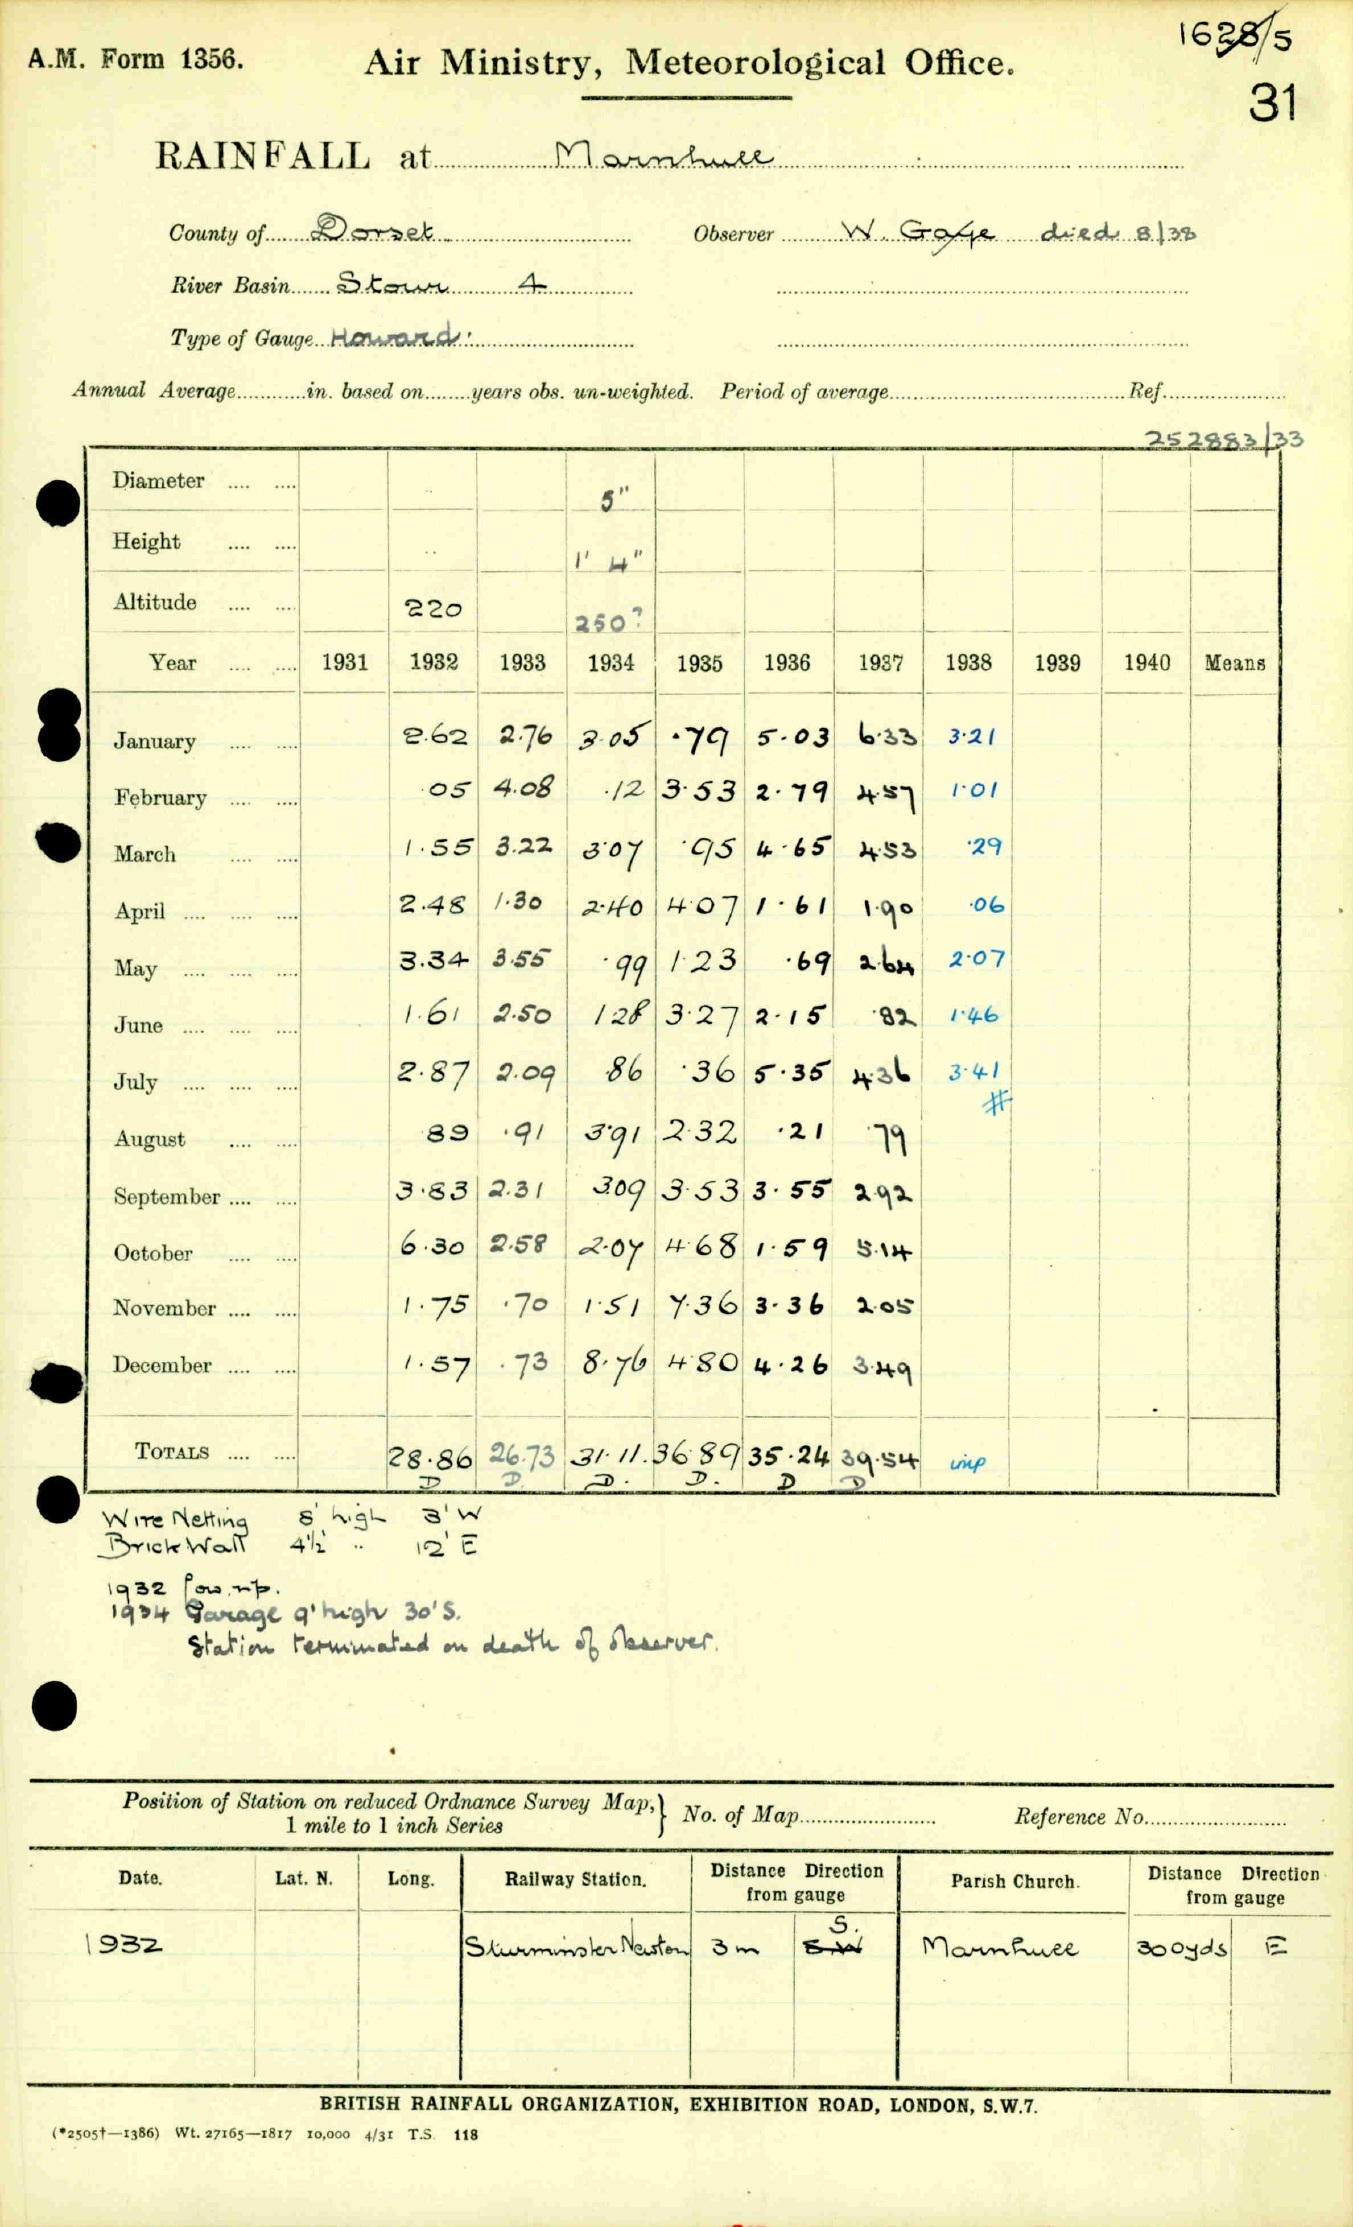 1628/5
A.M. Form 1356. Air Ministry, Meteorological Office.
31
RAINFALL at Marnhull
County of Dorset Observer W. Gaye died 8/38
River Basin Stour 4
Type of Gauge Howard
Annual Average in. based on years obs. un-weighted. Period of average Ref.
252883/33
Diameter .... .... 5"
Height .... .... 1' 4"
Altitude .... .... 220 250?
Year .... .... 1931 1932 1933 1934 1935 1936 1937 1938 1939 1940 Means
January .... .... 2.62 2.76 3.05 .79 5.03 6.33 3.21
February .... .... .05 4.08 .12 3.53 2.79 4.57 1.01
March .... .... 1.55 3.22 3.07 .95 4.65 4.53 .29
April .... .... .... 2.48 1.30 2.40 4.07 1.61 1.90 .06
May .... .... .... 3.34 3.55 .99 1.23 .69 2.64 2.07
June .... .... .... 1.61 2.50 1.28 3.27 2.15 .82 1.46
July .... .... .... 2.87 2.09 .86 .36 5.35 4.36 3.41
#
August .... .... .89 .91 3.91 2.32 .21 .79
September .... .... 3.83 2.31 3.09 3.53 3.55 2.92
October .... .... 6.30 2.58 2.07 4.68 1.59 5.14
November .... .... 1.75 .70 1.51 7.36 3.36 2.05
December .... .... 1.57 .73 8.76 4.80 4.26 3.49
TOTALS .... .... 28.86 26.73 31.11 36.89 35.24 39.54 imp
D D. D. D. D D
Wire Netting 8' high 3' W
Brick Wall 4½' " 12' E
1932
1934 Garage 9' high 30' S.
Station terminated on death of observer.
Position of Station on reduced Ordnance Survey Map,} No. of Map Reference No.
1 mile to 1 inch Series
Date. Lat. N. Long. Railway Station. Distance Direction from gauge Parish Church. Distance Direction from gauge
S.
1932 Sturminster Newton 3 m S W Marnhull 300yds E
BRITISH RAINFALL ORGANIZATION, EXHIBITION ROAD, LONDON, S.W.7.
(*2505†—1386) Wt. 27165—1817 10,000 4/31 T.S. 118